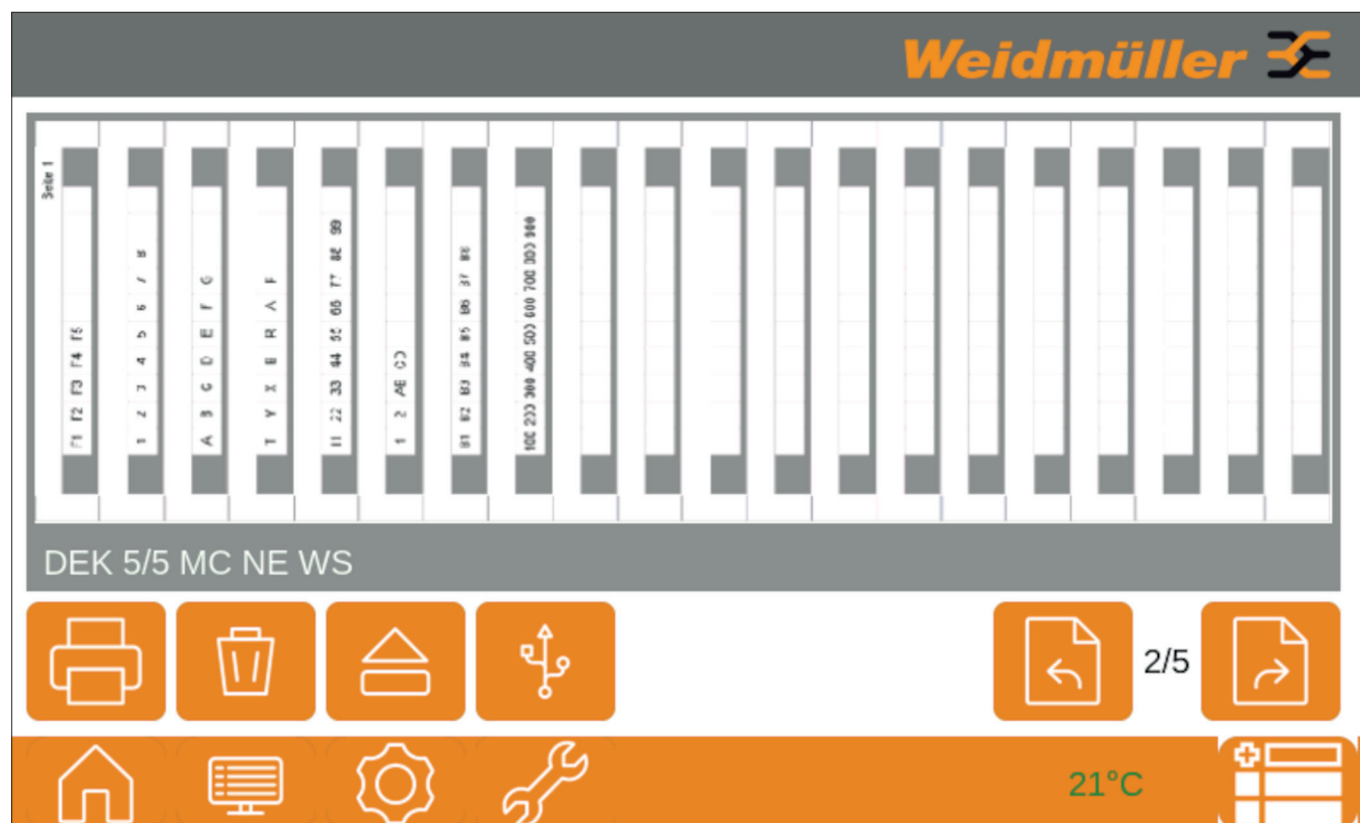 Weidmüller
Seite 1
F1 F2 F3 F4 F5
1 2 3 4 5 6 7 8
A B C D E F G
T Y X E R A F
11 22 33 44 55 66 77 88 99
1 2 AB CD
B1 B2 B3 B4 B5 B6 B7 B8
100 200 300 400 500 600 700 800 900
DEK 5/5 MC NE WS
2/5
21°C